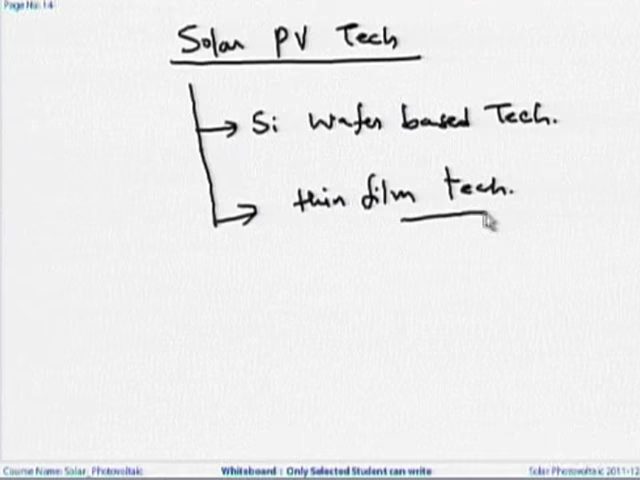 Page No: 14
Solar PV Tech
Si Wafer based Tech.
thin film tech.
Course Name: Solar_Photovoltaic
Whiteboard : Only Selected Student can write
Solar Photovoltaic 2011-12